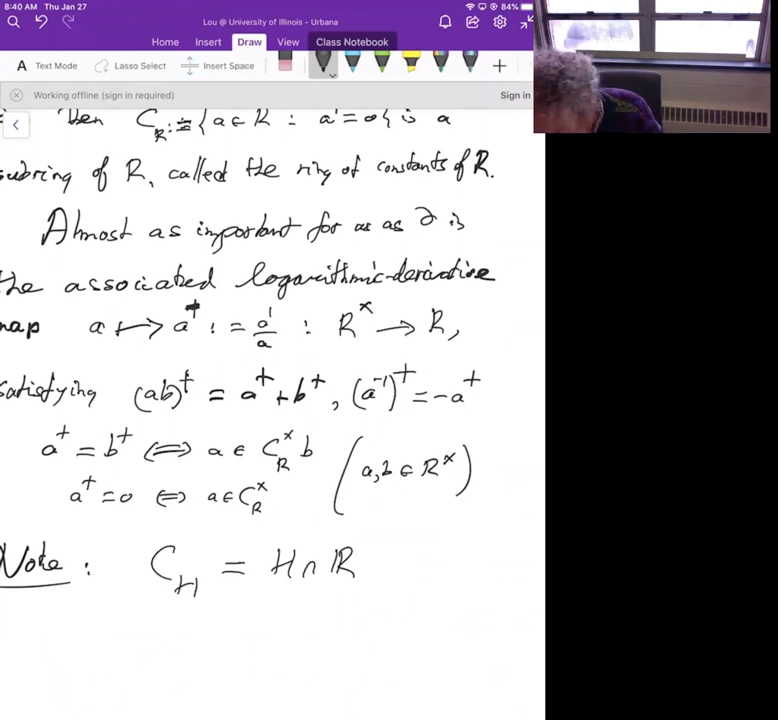 8:40 AM Thu Jan 27
84%
Lou @ University of Illinois - Urbana
Home Insert Draw View Class Notebook
A Text Mode Lasso Select Insert Space
Working offline (sign in required) Sign in
then C_R := {a ∈ R : a' = 0} is a
subring of R, called the ring of constants of R.
Almost as important for us as ∂ is
the associated logarithmic-derivative
map a ↦ a† := a'/a : R^× → R,
satisfying (ab)† = a† + b†, (a⁻¹)† = -a†
a† = b† ⟺ a ∈ C_R^× b (a, b ∈ R^×)
a† = 0 ⟺ a ∈ C_R^×
Note : C_H = H ∩ ℝ